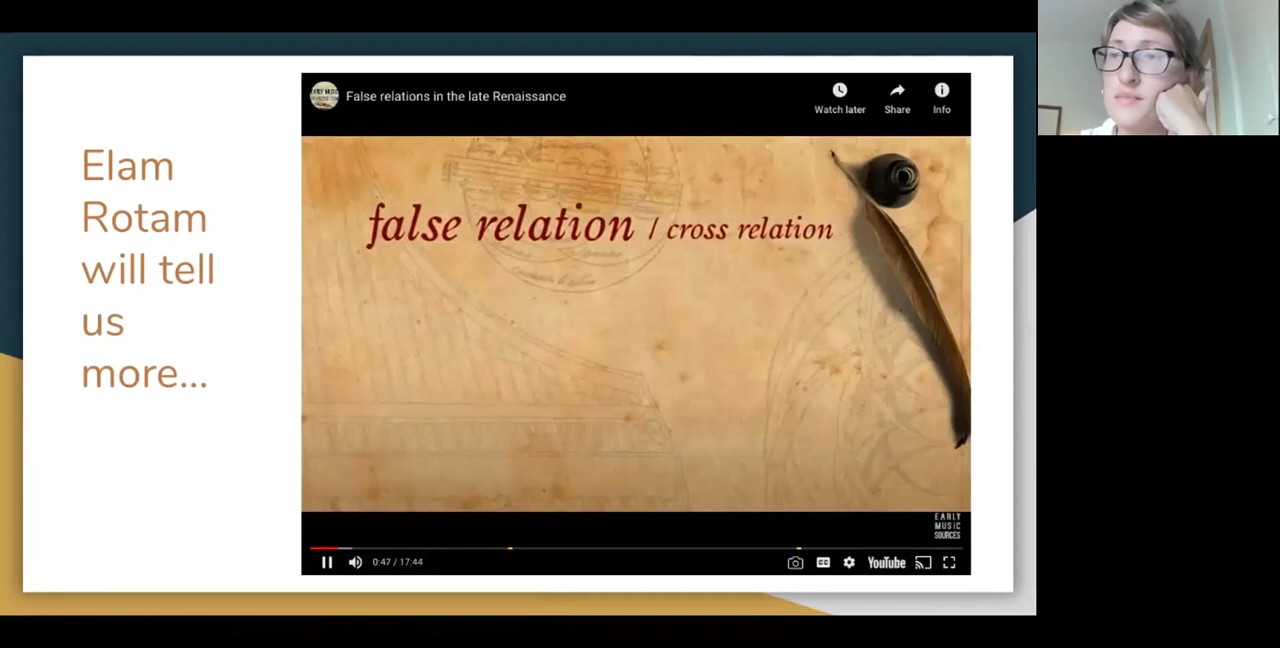 Elam
Rotam
will tell
us
more...
False relations in the late Renaissance
Watch later
Share
Info
false relation / cross relation
EARLY
MUSIC
SOURCES
0:47 / 17:44
CC
YouTube